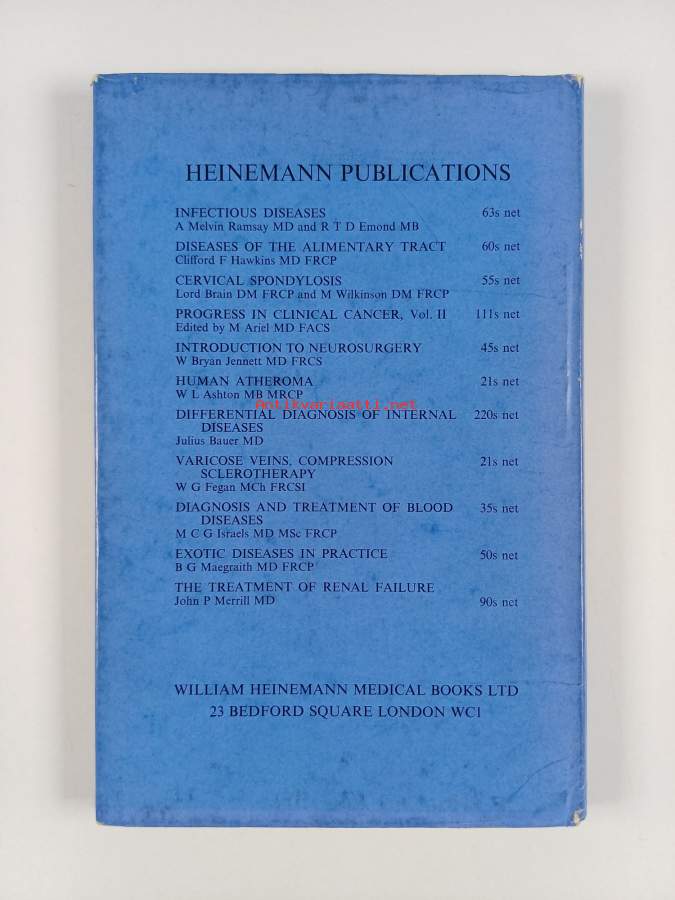 HEINEMANN PUBLICATIONS
INFECTIOUS DISEASES 63s net
A Melvin Ramsay MD and R T D Emond MB
DISEASES OF THE ALIMENTARY TRACT 60s net
Clifford F Hawkins MD FRCP
CERVICAL SPONDYLOSIS 55s net
Lord Brain DM FRCP and M Wilkinson DM FRCP
PROGRESS IN CLINICAL CANCER, Vol. II 111s net
Edited by M Ariel MD FACS
INTRODUCTION TO NEUROSURGERY 45s net
W Bryan Jennett MD FRCS
HUMAN ATHEROMA 21s net
W L Ashton MB MRCP
Antikvariaatti.net
DIFFERENTIAL DIAGNOSIS OF INTERNAL 220s net
DISEASES
Julius Bauer MD
VARICOSE VEINS, COMPRESSION 21s net
SCLEROTHERAPY
W G Fegan MCh FRCSI
DIAGNOSIS AND TREATMENT OF BLOOD 35s net
DISEASES
M C G Israels MD MSc FRCP
EXOTIC DISEASES IN PRACTICE 50s net
B G Maegraith MD FRCP
THE TREATMENT OF RENAL FAILURE
John P Merrill MD 90s net
WILLIAM HEINEMANN MEDICAL BOOKS LTD
23 BEDFORD SQUARE LONDON WC1